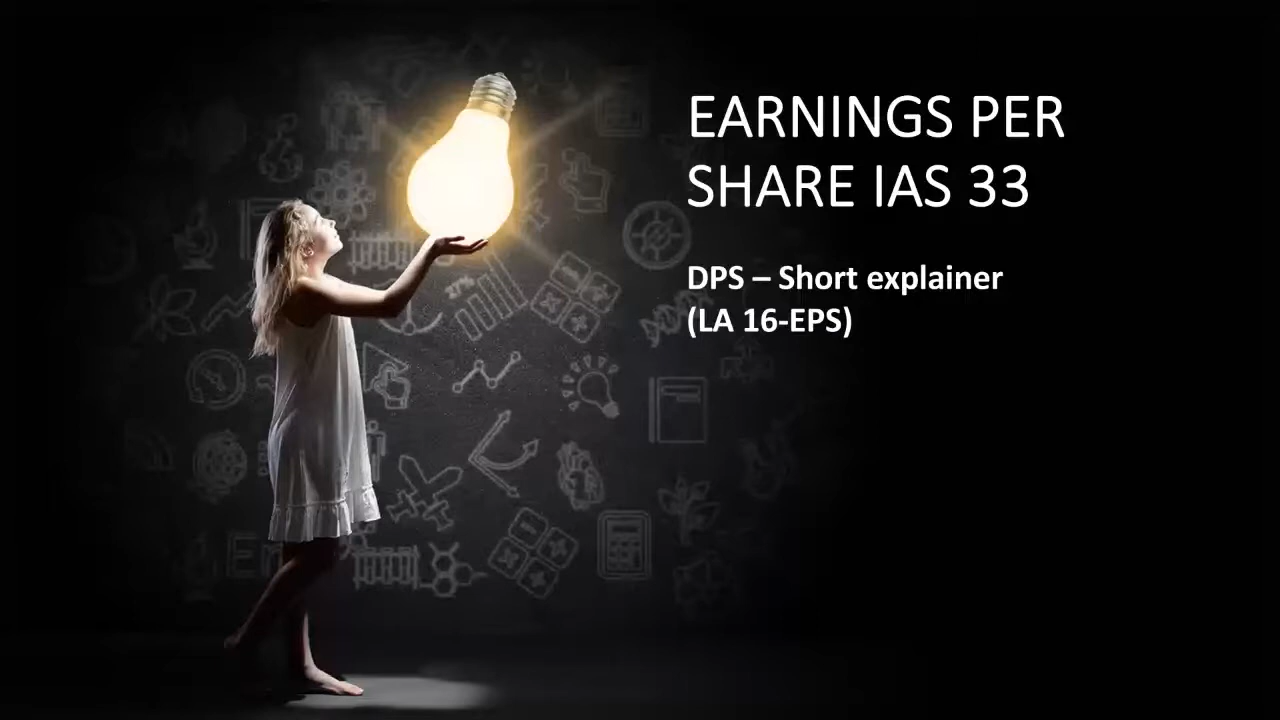 EARNINGS PER
SHARE IAS 33
DPS – Short explainer
(LA 16-EPS)